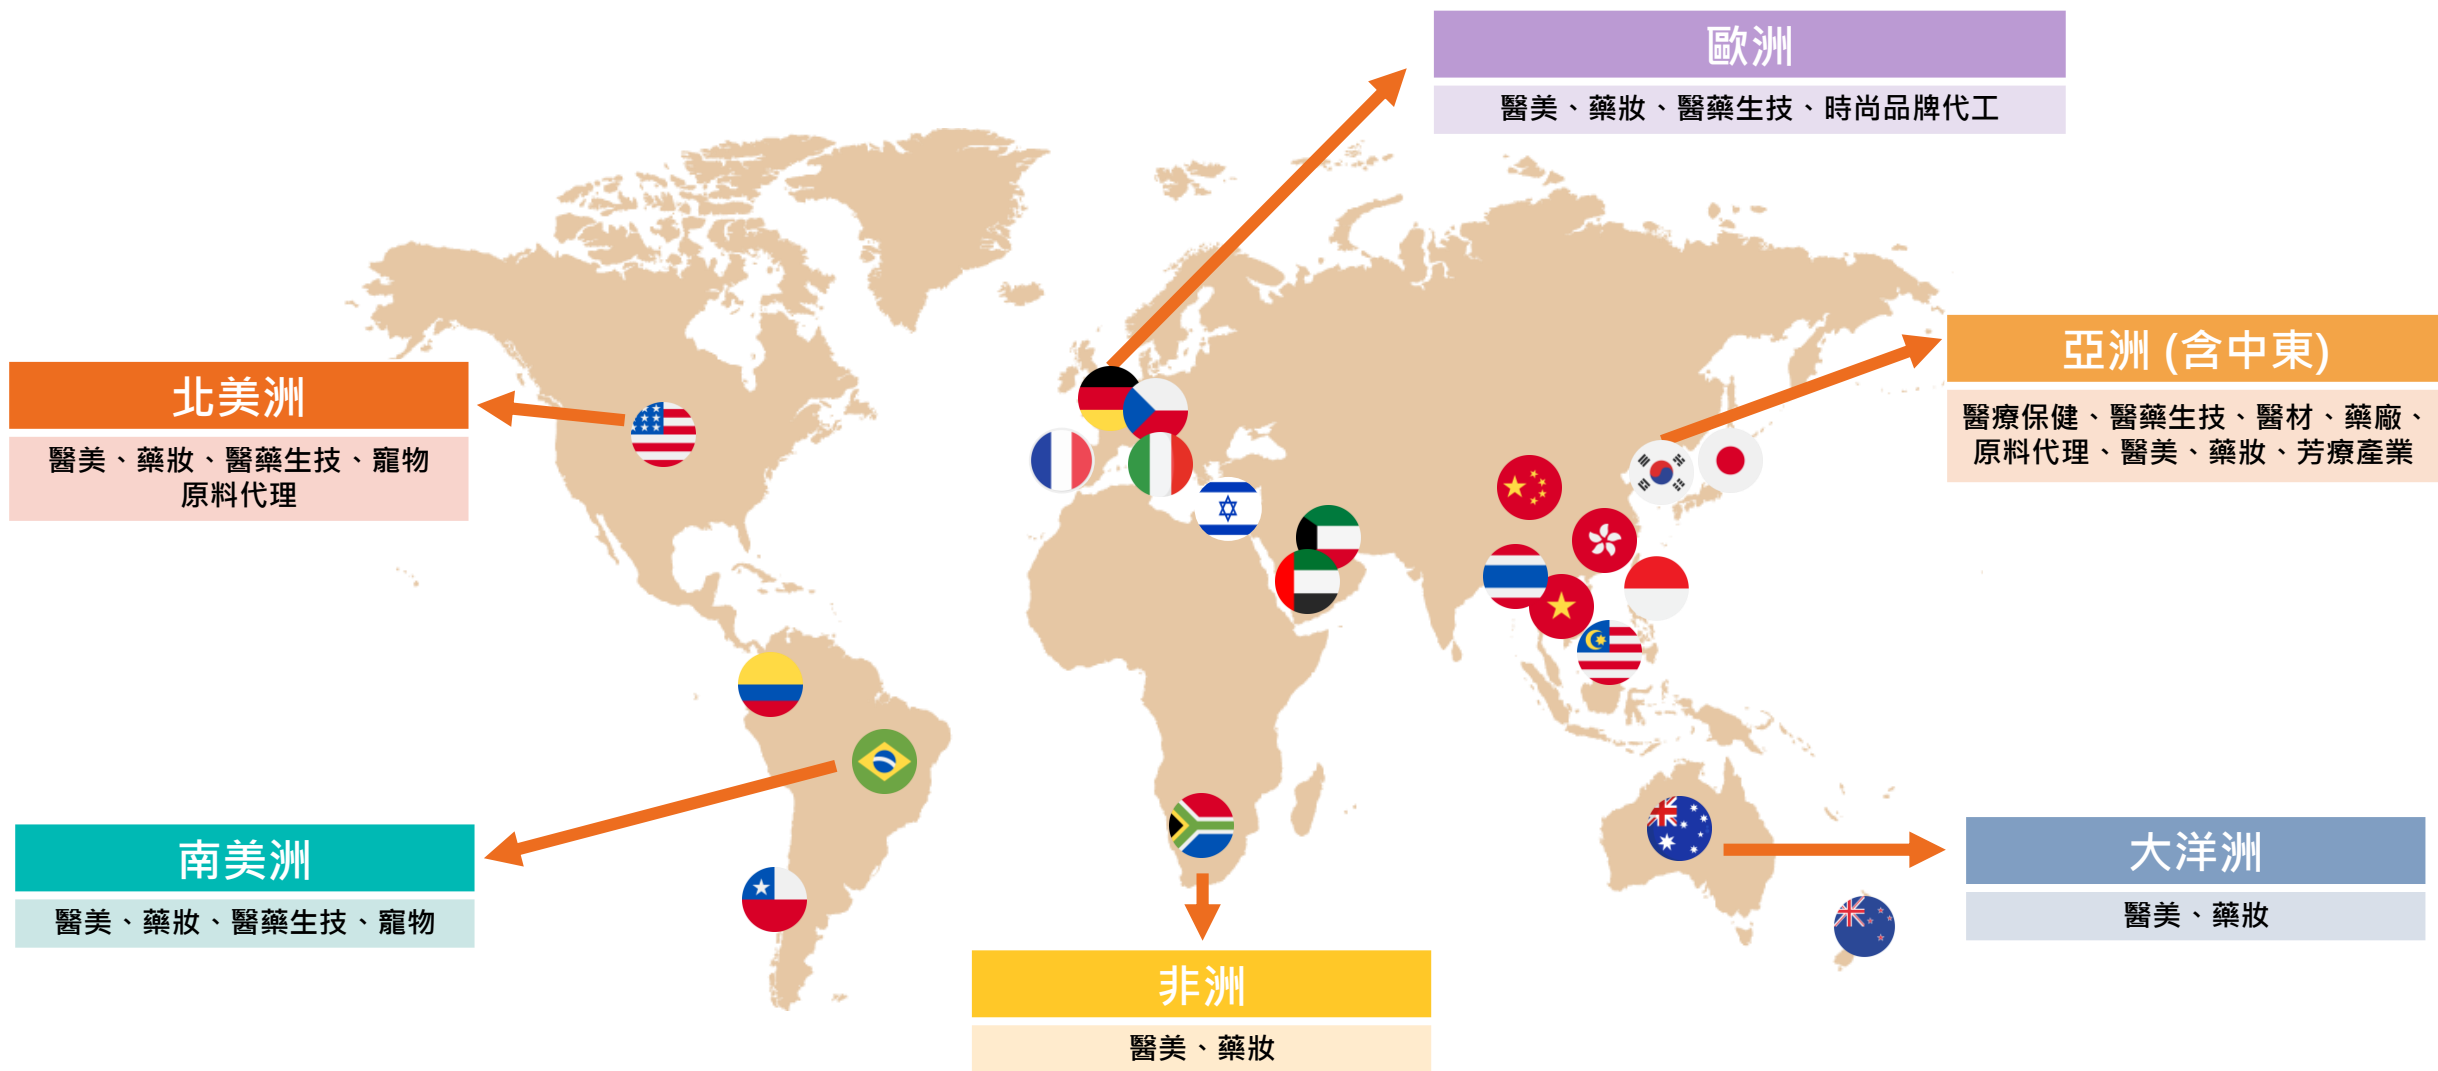 歐洲
醫美、藥妝、醫藥生技、時尚品牌代工
亞洲 (含中東)
醫療保健、醫藥生技、醫材、藥廠、
原料代理、醫美、藥妝、芳療產業
北美洲
醫美、藥妝、醫藥生技、寵物
原料代理
南美洲
醫美、藥妝、醫藥生技、寵物
大洋洲
醫美、藥妝
非洲
醫美、藥妝